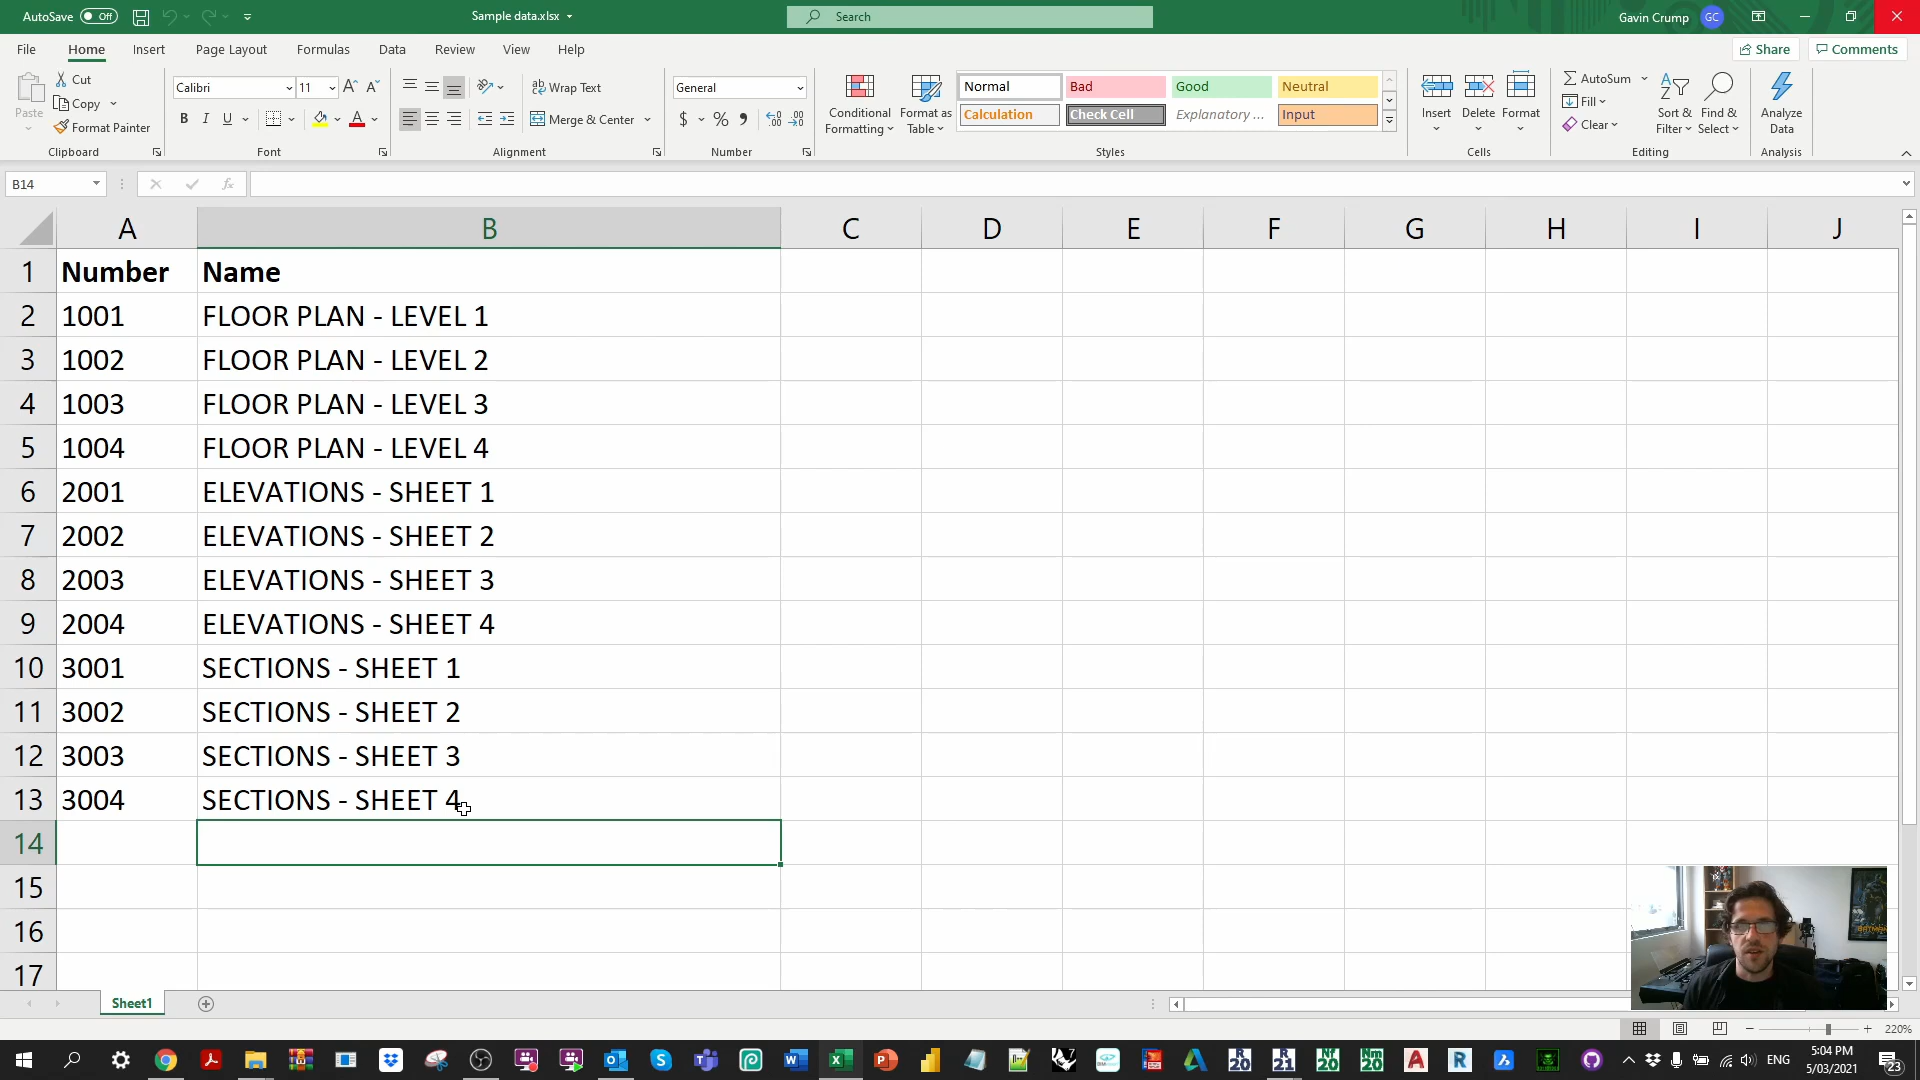 AutoSave Off
Sample data.xlsx
Search
Gavin Crump GC
File Home Insert Page Layout Formulas Data Review View Help
Share Comments
Paste
Cut
Copy
Format Painter
Clipboard
Calibri 11
B I U
Font
Wrap Text
Merge & Center
Alignment
General
$ % 9
Number
Conditional Formatting
Format as Table
Normal Bad Good Neutral
Calculation Check Cell Explanatory ... Input
Styles
Insert Delete Format
Cells
AutoSum
Fill
Clear
Sort & Filter
Find & Select
Editing
Analyze Data
Analysis
B14
fx
A B C D E F G H I J
1 Number Name
2 1001 FLOOR PLAN - LEVEL 1
3 1002 FLOOR PLAN - LEVEL 2
4 1003 FLOOR PLAN - LEVEL 3
5 1004 FLOOR PLAN - LEVEL 4
6 2001 ELEVATIONS - SHEET 1
7 2002 ELEVATIONS - SHEET 2
8 2003 ELEVATIONS - SHEET 3
9 2004 ELEVATIONS - SHEET 4
10 3001 SECTIONS - SHEET 1
11 3002 SECTIONS - SHEET 2
12 3003 SECTIONS - SHEET 3
13 3004 SECTIONS - SHEET 4
14
15
16
17
Sheet1
220%
ENG
5:04 PM
5/03/2021
23